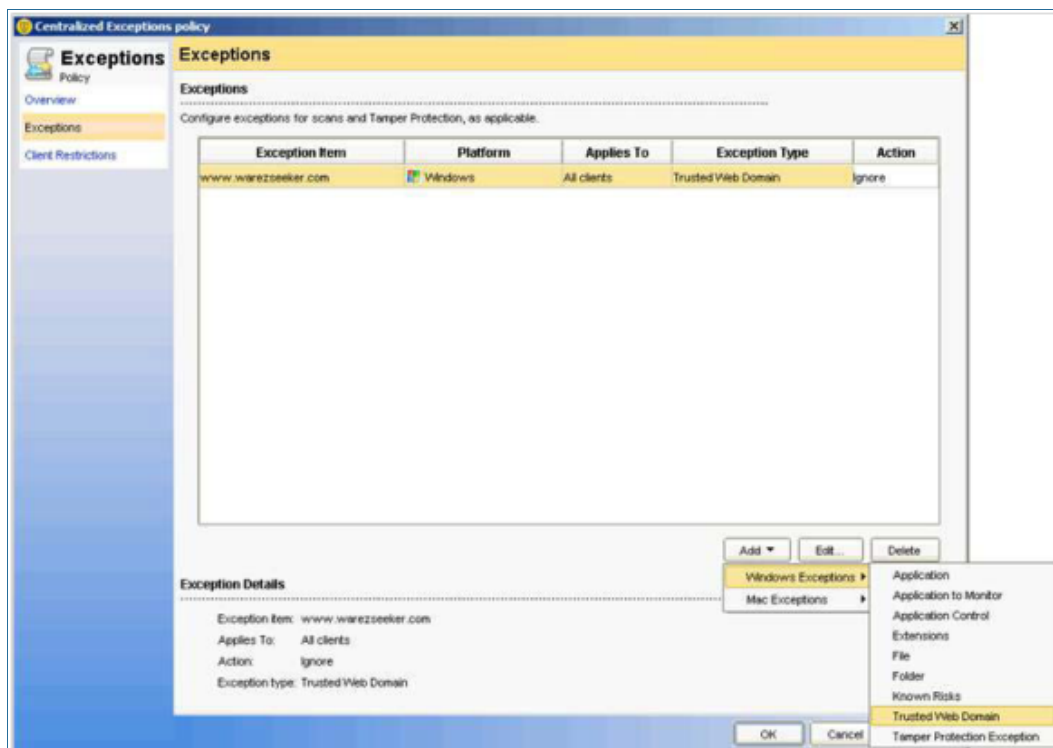 Centralized Exceptions policy
Exceptions
Policy
Overview
Exceptions
Client Restrictions
Exceptions
Exceptions
Configure exceptions for scans and Tamper Protection, as applicable.
Exception Item Platform Applies To Exception Type Action
www.warezseeker.com Windows All clients Trusted Web Domain Ignore
Add Edit... Delete
Windows Exceptions
Mac Exceptions
Application
Application to Monitor
Application Control
Extensions
File
Folder
Known Risks
Trusted Web Domain
Tamper Protection Exception
Exception Details
Exception Item: www.warezseeker.com
Applies To: All clients
Action: Ignore
Exception type: Trusted Web Domain
OK Cancel